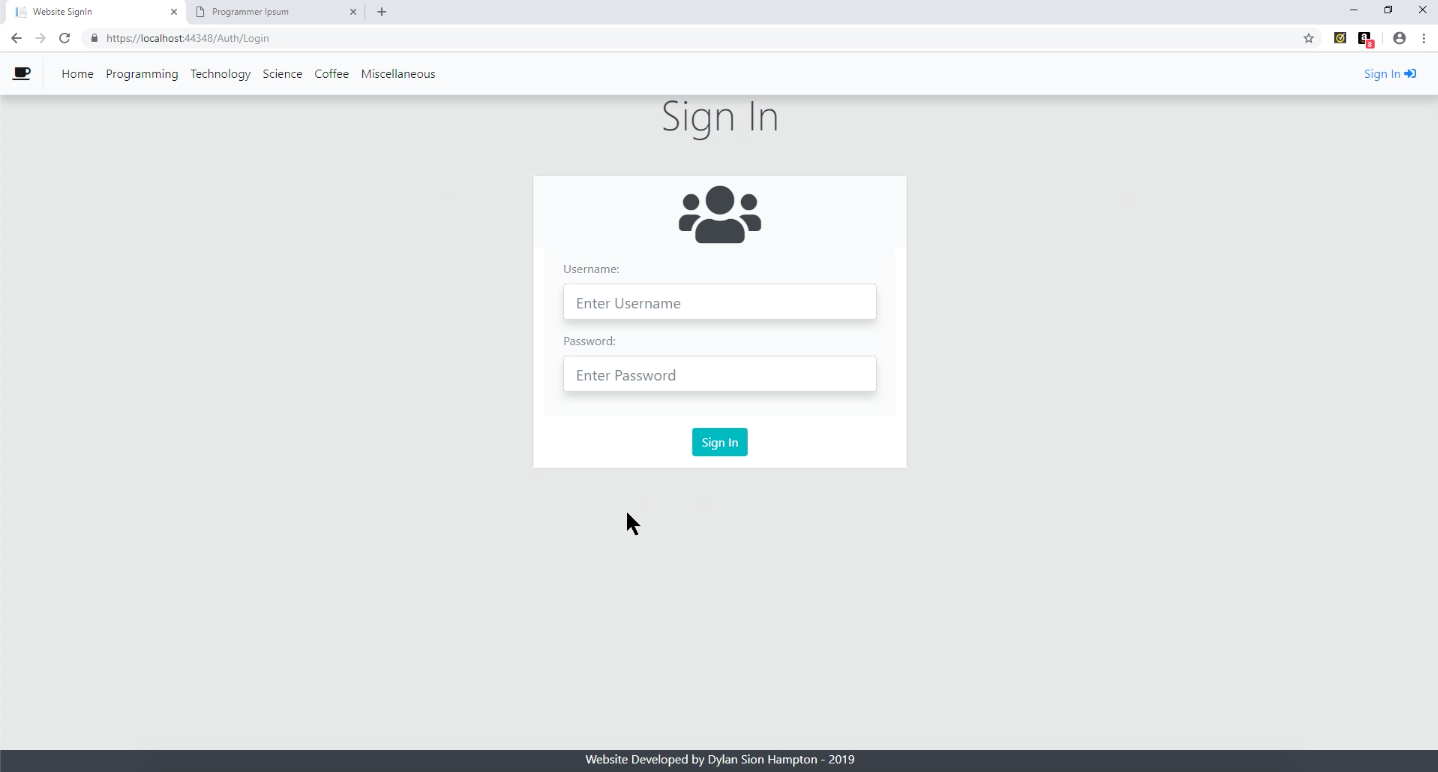 Website SignIn
Programmer Ipsum
https://localhost:44348/Auth/Login
Home Programming Technology Science Coffee Miscellaneous
Sign In
Sign In
Username:
Enter Username
Password:
Enter Password
Sign In
Website Developed by Dylan Sion Hampton - 2019